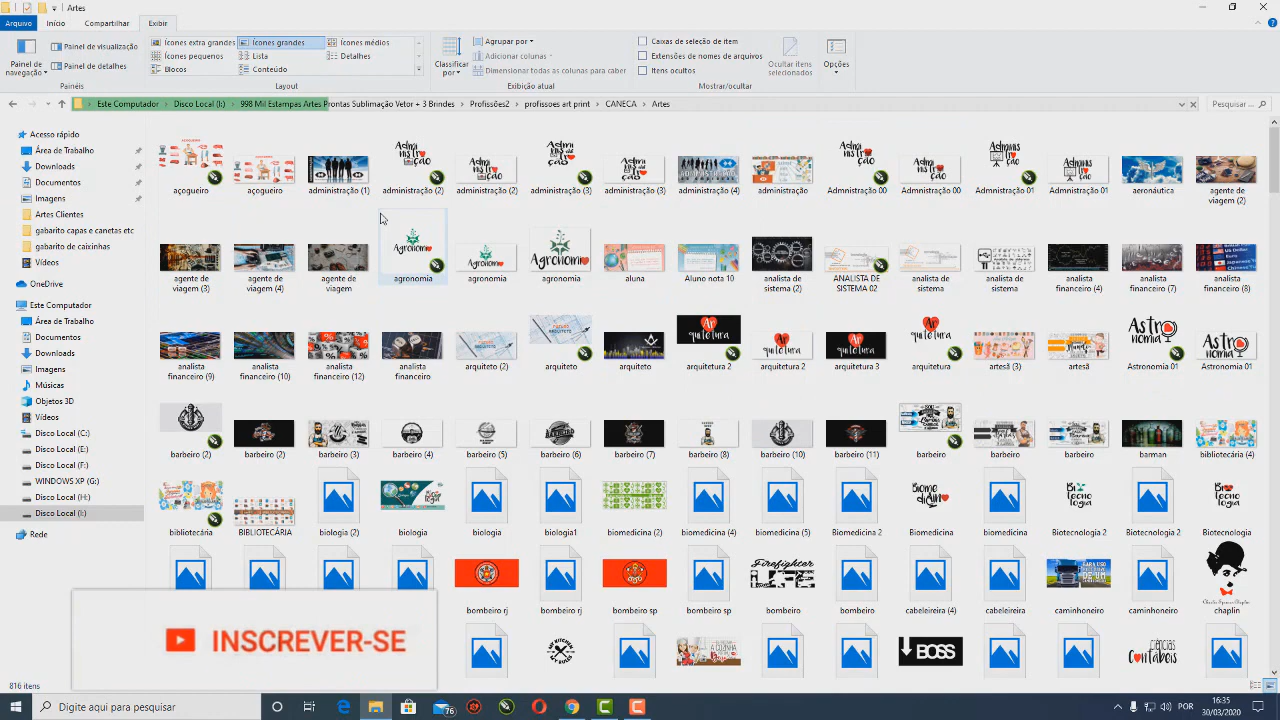 Artes
Arquivo Início Compartilhar Exibir
Painel de navegação
Painel de visualização
Painel de detalhes
Painéis
Ícones extra grandes Ícones grandes Ícones médios
Ícones pequenos Lista Detalhes
Blocos Conteúdo
Layout
Classificar por
Agrupar por
Adicionar colunas
Dimensionar todas as colunas para caber
Exibição atual
Caixas de seleção de item
Extensões de nomes de arquivos
Itens ocultos
Ocultar itens selecionados
Mostrar/ocultar
Opções
Este Computador Disco Local (I:) 998 Mil Estampas Artes Prontas Sublimação Vetor + 3 Brindes Profissões2 profissoes art print CANECA Artes
Pesquisar ...
Acesso rápido
Área de Trabalho
Downloads
Documentos
Imagens
Artes Clientes
gabarito capas e canetas etc
gabarito de caixinhas
Vídeos
OneDrive
Este Computador
Área de Trabalho
Documentos
Downloads
Imagens
Músicas
Objetos 3D
Vídeos
Disco Local (C:)
Disco Local (E:)
Disco Local (F:)
WINDOWS XP (G:)
Disco Local (H:)
Disco Local (I:)
Rede
açogueiro açogueiro administração (1) administração (2) administração (2) administração (3) administração (3) administração (4) administração Admnistração 00 Admnistração 00 Admnistração 01 Admnistração 01 aeronáutica agente de viagem (2)
agente de viagem (3) agente de viagem (4) agente de viagem agronomia agronomia agronomia aluna Aluno nota 10 analista de sistema (2) ANALISTA DE SISTEMA 02 analista de sistema analista de sistema analista financeiro (4) analista financeiro (7) analista financeiro (8)
analista financeiro (9) analista financeiro (10) analista financeiro (12) analista financeiro arquiteto (2) arquiteto arquiteto arquitetura 2 arquitetura 2 arquitetura 3 arquitetura artesã (3) artesã Astronomia 01 Astronomia 01
barbeiro (2) barbeiro (2) barbeiro (3) barbeiro (4) barbeiro (5) barbeiro (6) barbeiro (7) barbeiro (8) barbeiro (10) barbeiro (11) barbeiro barbeiro barbeiro barman bibliotecária (4)
bibliotecária BIBLIOTECÁRIA biologia (2) biologia biologia biologia1 biomedicina (2) biomedicina (4) biomedicina (5) Biomedicina 2 Biomedicina biomedicina Biotecnologia 2 Biotecnologia 2 Biotecnologia
bombeiro rj bombeiro rj bombeiro sp bombeiro sp bombeiro bombeiro cabeleireira (4) cabeleireira caminhoneiro caminhoneiro chaplin
Firefighter LIFE
BOSS
Ciências Contábeis
INSCREVER-SE
816 itens
Digite aqui para pesquisar
76
POR
16:35
30/03/2020